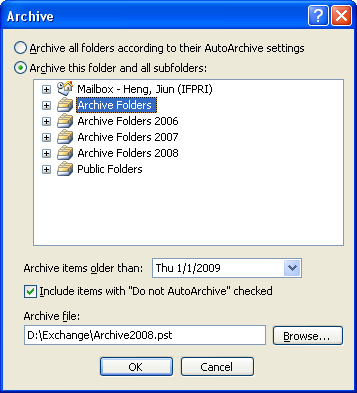 Archive
Archive all folders according to their AutoArchive settings
Archive this folder and all subfolders:
Mailbox - Heng, Jiun (IFPRI)
Archive Folders
Archive Folders 2006
Archive Folders 2007
Archive Folders 2008
Public Folders
Archive items older than: Thu 1/1/2009
Include items with "Do not AutoArchive" checked
Archive file:
D:\Exchange\Archive2008.pst Browse...
OK Cancel